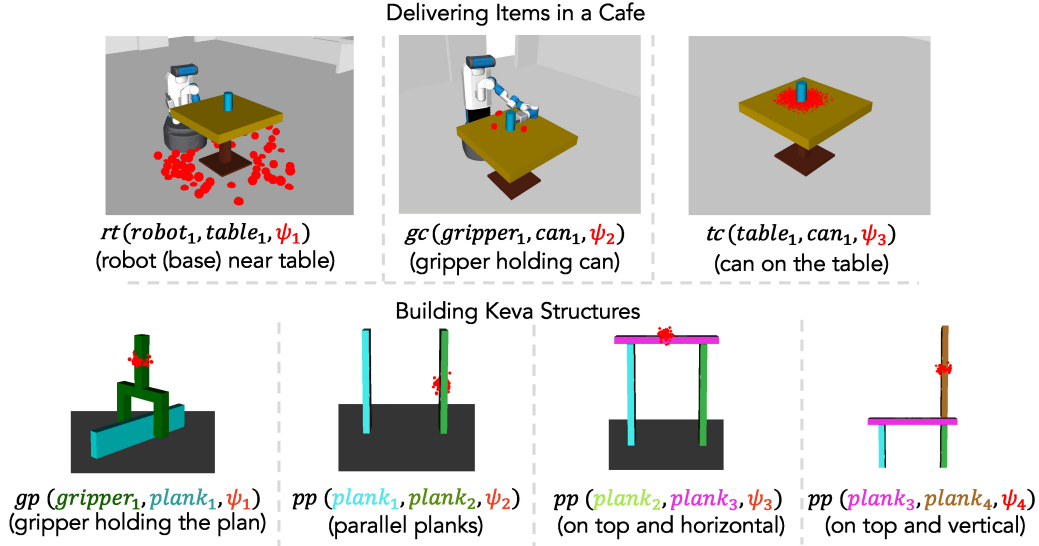 Delivering Items in a Cafe
rt(robot₁, table₁, ψ₁)
(robot (base) near table)
gc(gripper₁, can₁, ψ₂)
(gripper holding can)
tc(table₁, can₁, ψ₃)
(can on the table)
Building Keva Structures
gp (gripper₁, plank₁, ψ₁)
(gripper holding the plan)
pp (plank₁, plank₂, ψ₂)
(parallel planks)
pp (plank₂, plank₃, ψ₃)
(on top and horizontal)
pp (plank₃, plank₄, ψ₄)
(on top and vertical)